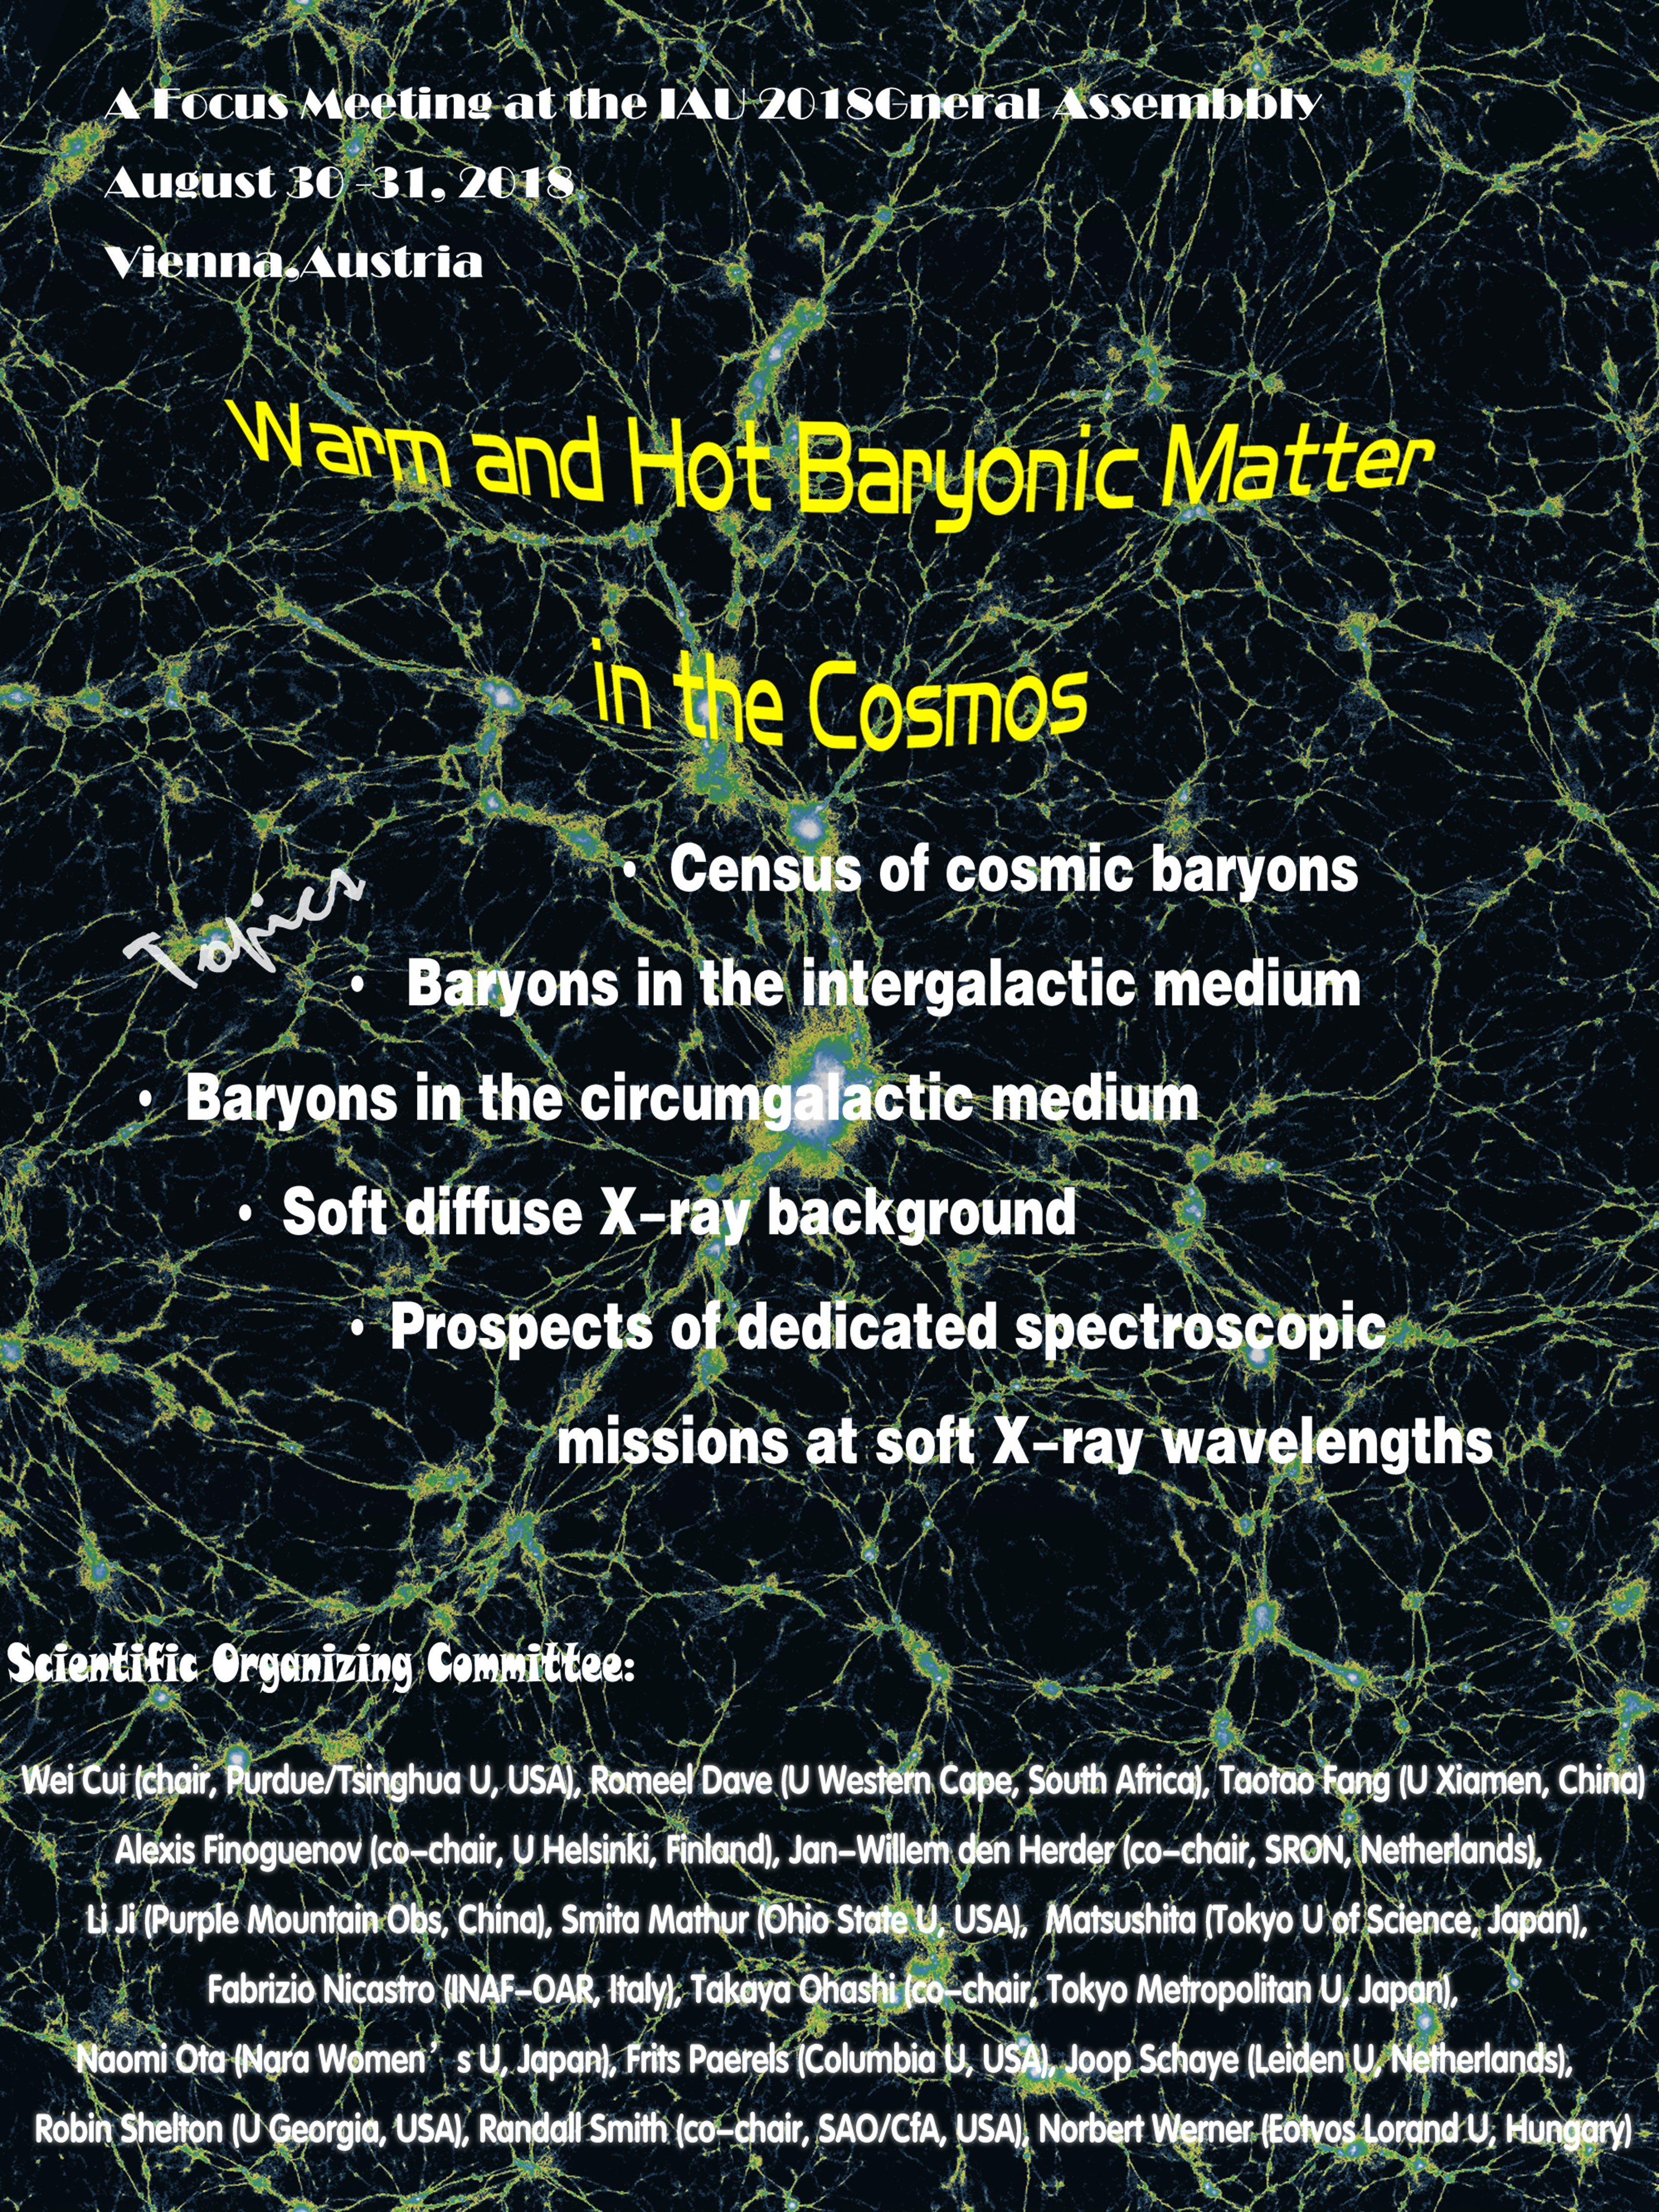 A Focus Meeting at the IAU 2018Gneral Assembbly
August 30 -31, 2018
Vienna,Austria
Warm and Hot Baryonic Matter
in the Cosmos
Topics
• Census of cosmic baryons
• Baryons in the intergalactic medium
• Baryons in the circumgalactic medium
• Soft diffuse X-ray background
• Prospects of dedicated spectroscopic
missions at soft X-ray wavelengths
Scientific Organizing Committee:
Wei Cui (chair, Purdue/Tsinghua U, USA), Romeel Dave (U Western Cape, South Africa), Taotao Fang (U Xiamen, China)
Alexis Finoguenov (co-chair, U Helsinki, Finland), Jan-Willem den Herder (co-chair, SRON, Netherlands),
Li Ji (Purple Mountain Obs, China), Smita Mathur (Ohio State U, USA), Matsushita (Tokyo U of Science, Japan),
Fabrizio Nicastro (INAF-OAR, Italy), Takaya Ohashi (co-chair, Tokyo Metropolitan U, Japan),
Naomi Ota (Nara Women’s U, Japan), Frits Paerels (Columbia U, USA), Joop Schaye (Leiden U, Netherlands),
Robin Shelton (U Georgia, USA), Randall Smith (co-chair, SAO/CfA, USA), Norbert Werner (Eotvos Lorand U, Hungary)